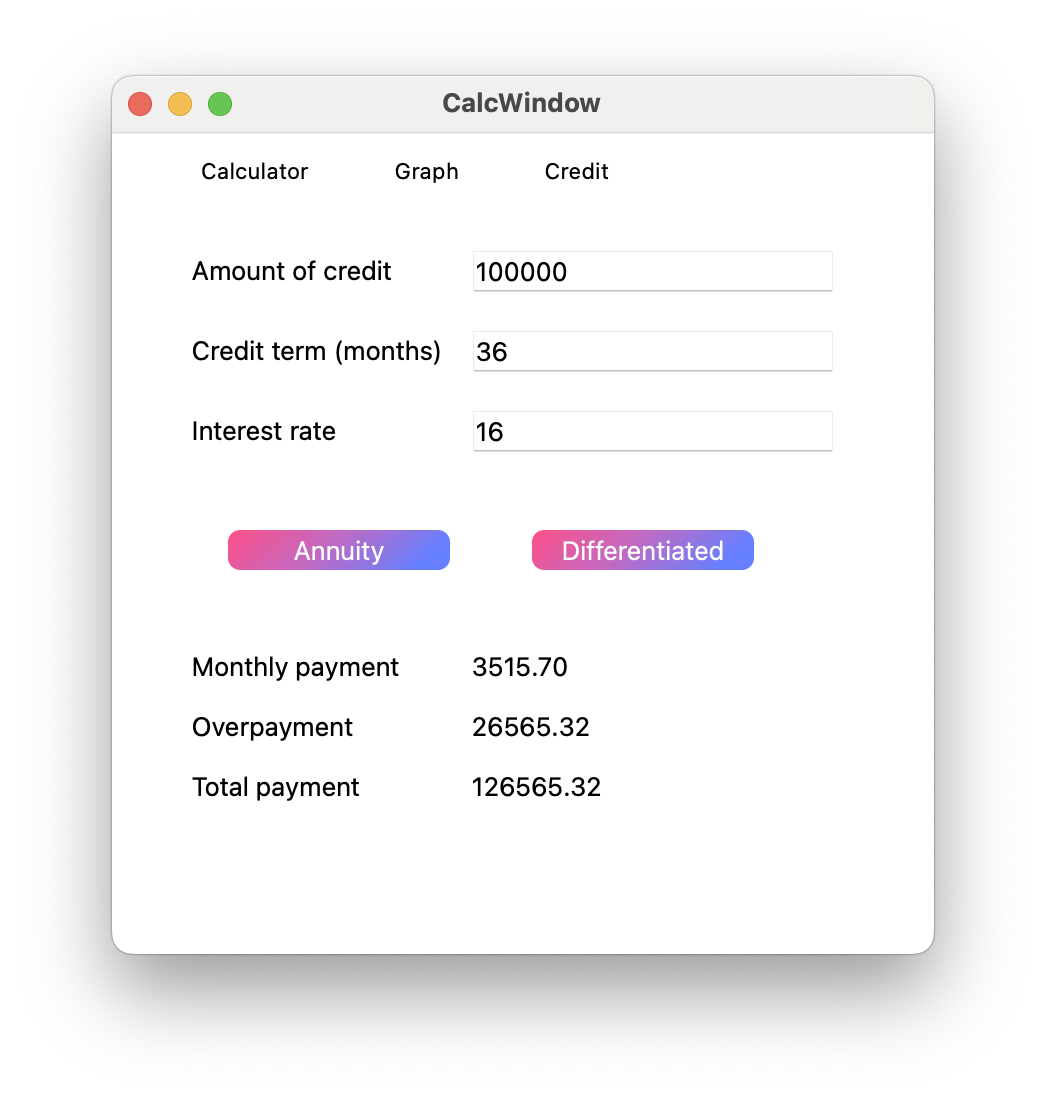 CalcWindow
Calculator Graph Credit
Amount of credit 100000
Credit term (months) 36
Interest rate 16
Annuity Differentiated
Monthly payment 3515.70
Overpayment 26565.32
Total payment 126565.32